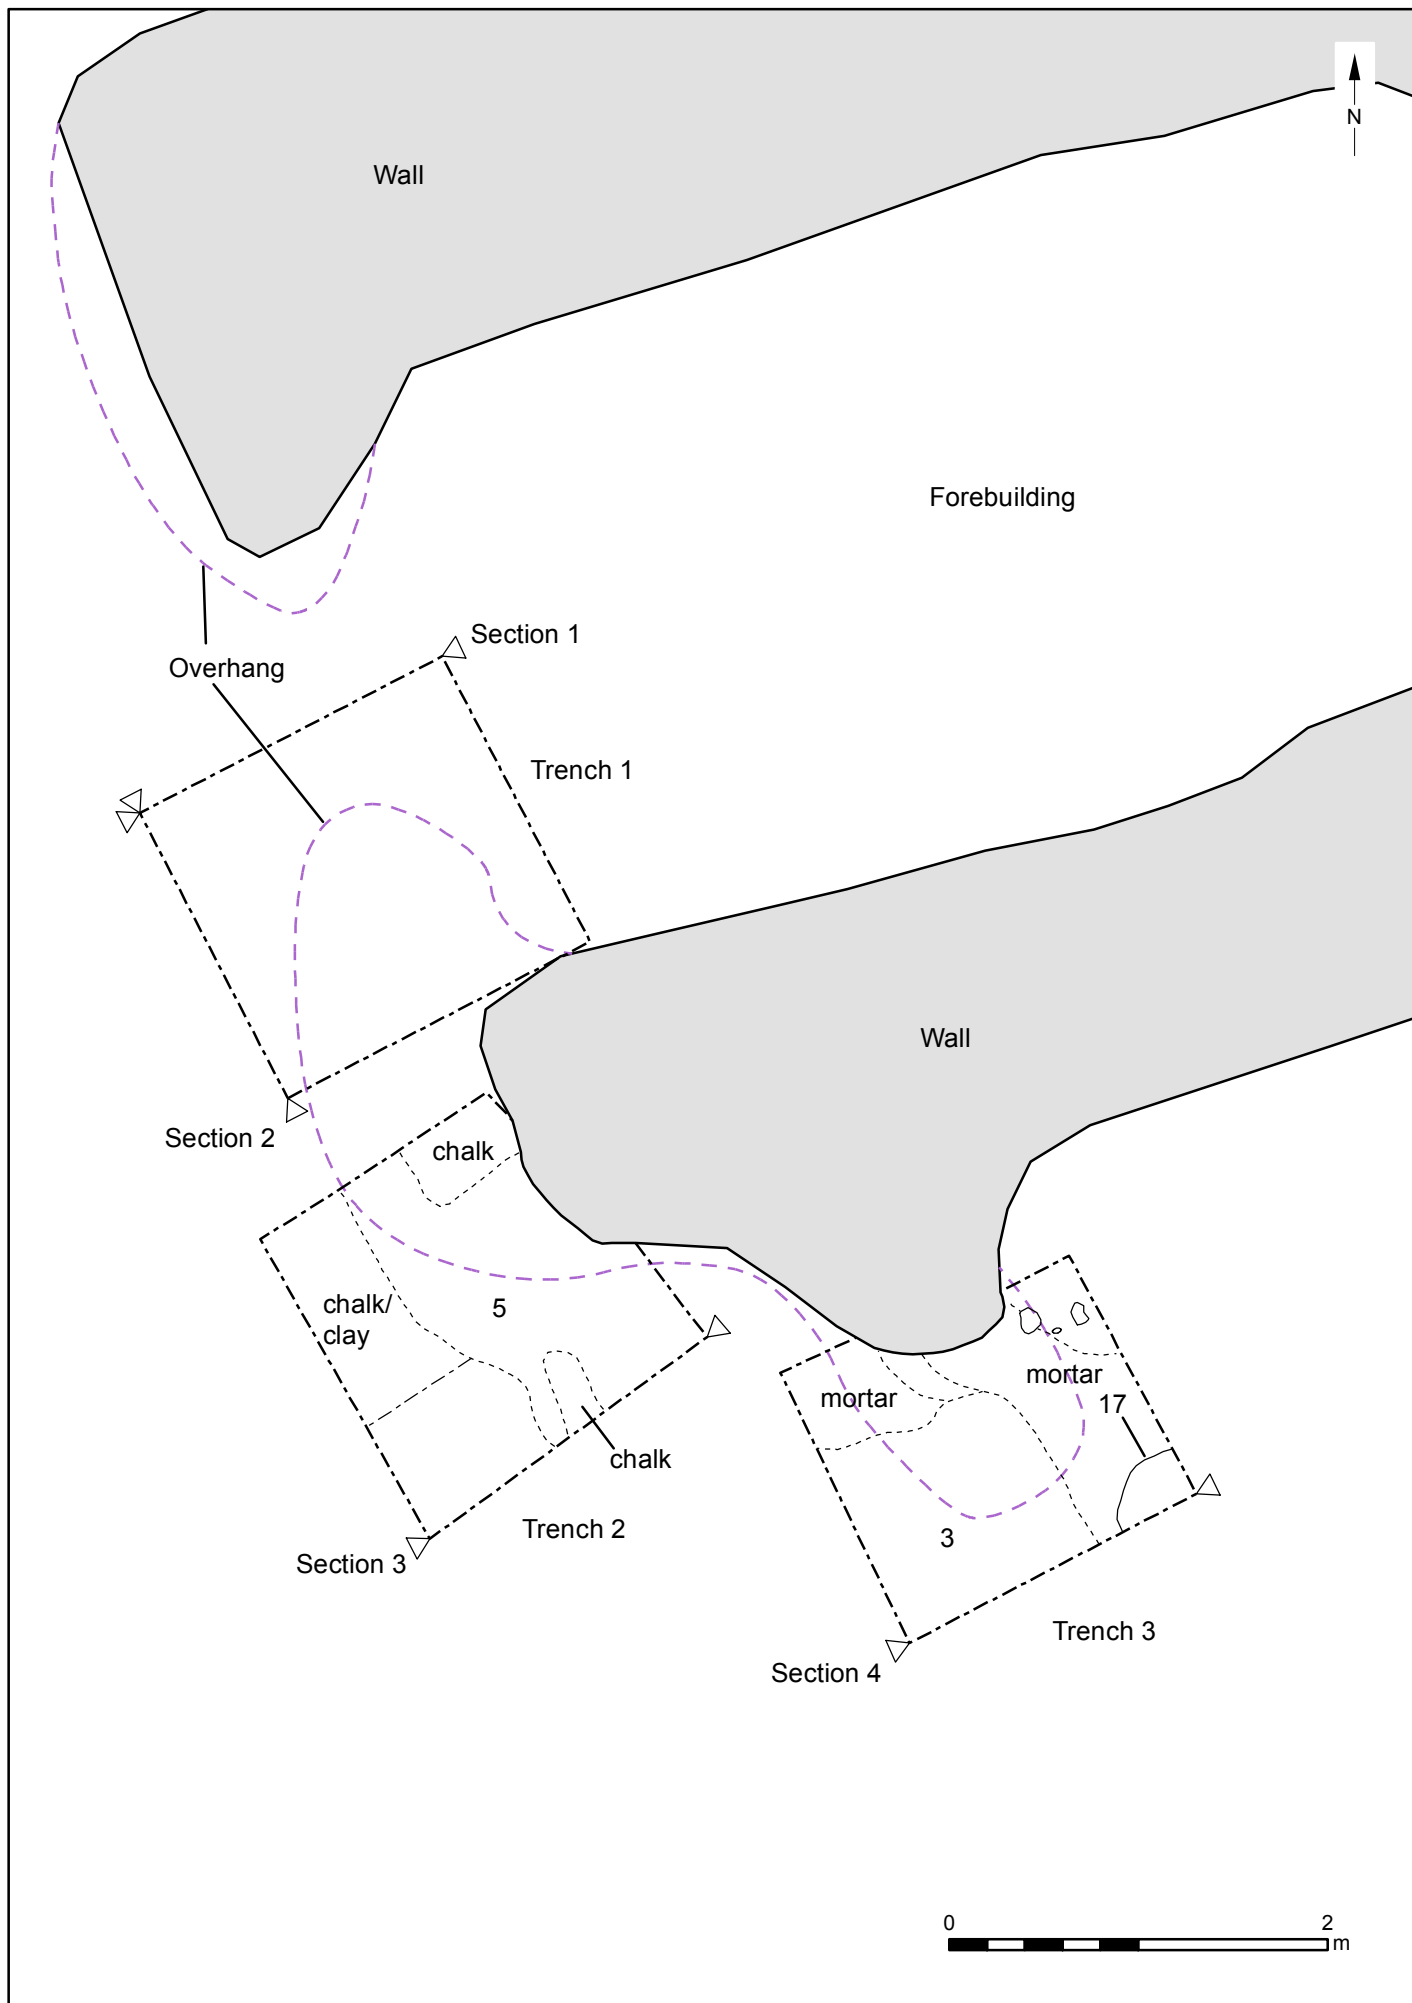 N
Wall
Forebuilding
Section 1
Overhang
Trench 1
Wall
Section 2
chalk
chalk/
clay
5
mortar
mortar
17
chalk
Trench 2
3
Section 3
Trench 3
Section 4
0 2
m